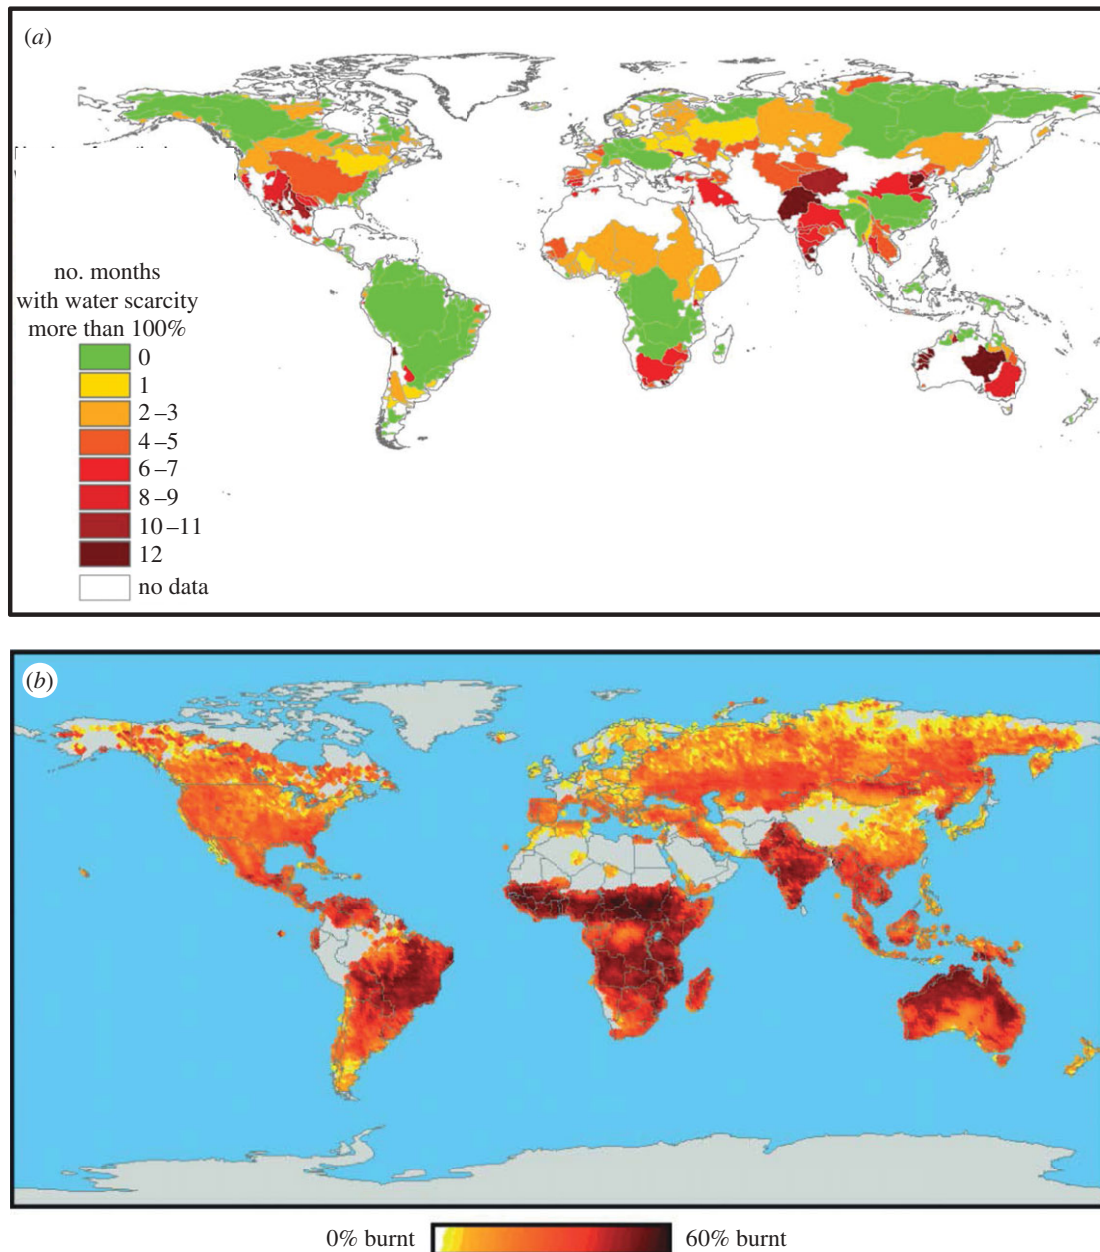 (a)
no. months
with water scarcity
more than 100%
0
1
2–3
4–5
6–7
8–9
10–11
12
no data
(b)
0% burnt
60% burnt